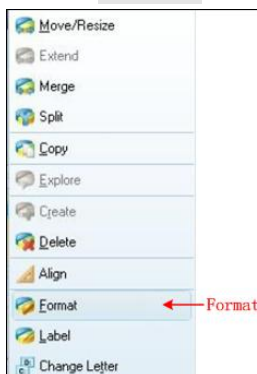 Move/Resize
Extend
Merge
Split
Copy
Explore
Create
Delete
Align
Format Format
Label
Change Letter